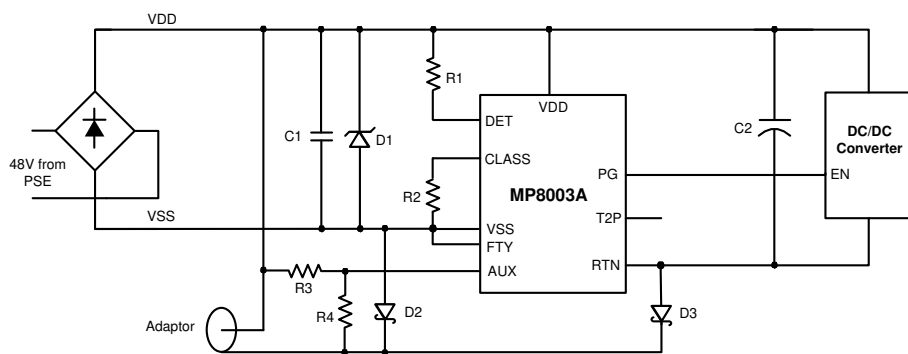 VDD
R1
VDD
DET
C1
D1
C2
DC/DC
Converter
CLASS
48V from
PSE
PG
EN
R2
MP8003A
VSS
T2P
VSS
FTY
AUX
RTN
R3
R4
D2
D3
Adaptor